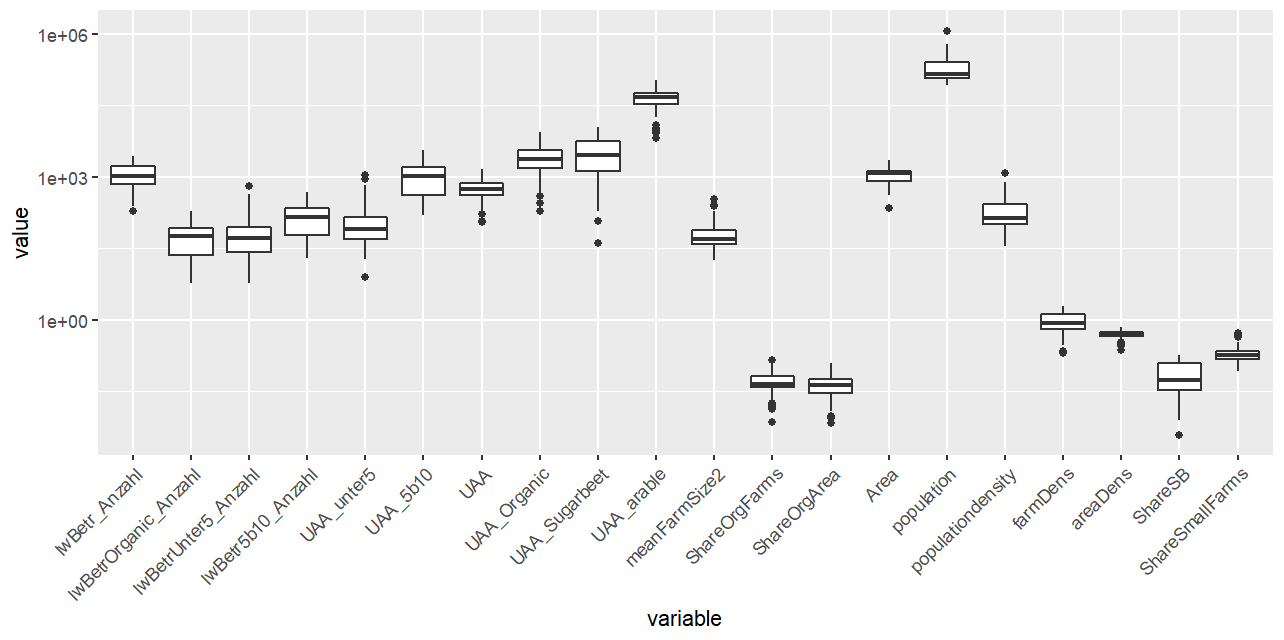 1e+06
1e+03
1e+00
value
lwBetr_Anzahl
lwBetrOrganic_Anzahl
lwBetrUnter5_Anzahl
lwBetr5b10_Anzahl
UAA_unter5
UAA_5b10
UAA
UAA_Organic
UAA_Sugarbeet
UAA_arable
meanFarmSize2
ShareOrgFarms
ShareOrgArea
Area
population
populationdensity
farmDens
areaDens
ShareSB
ShareSmallFarms
variable